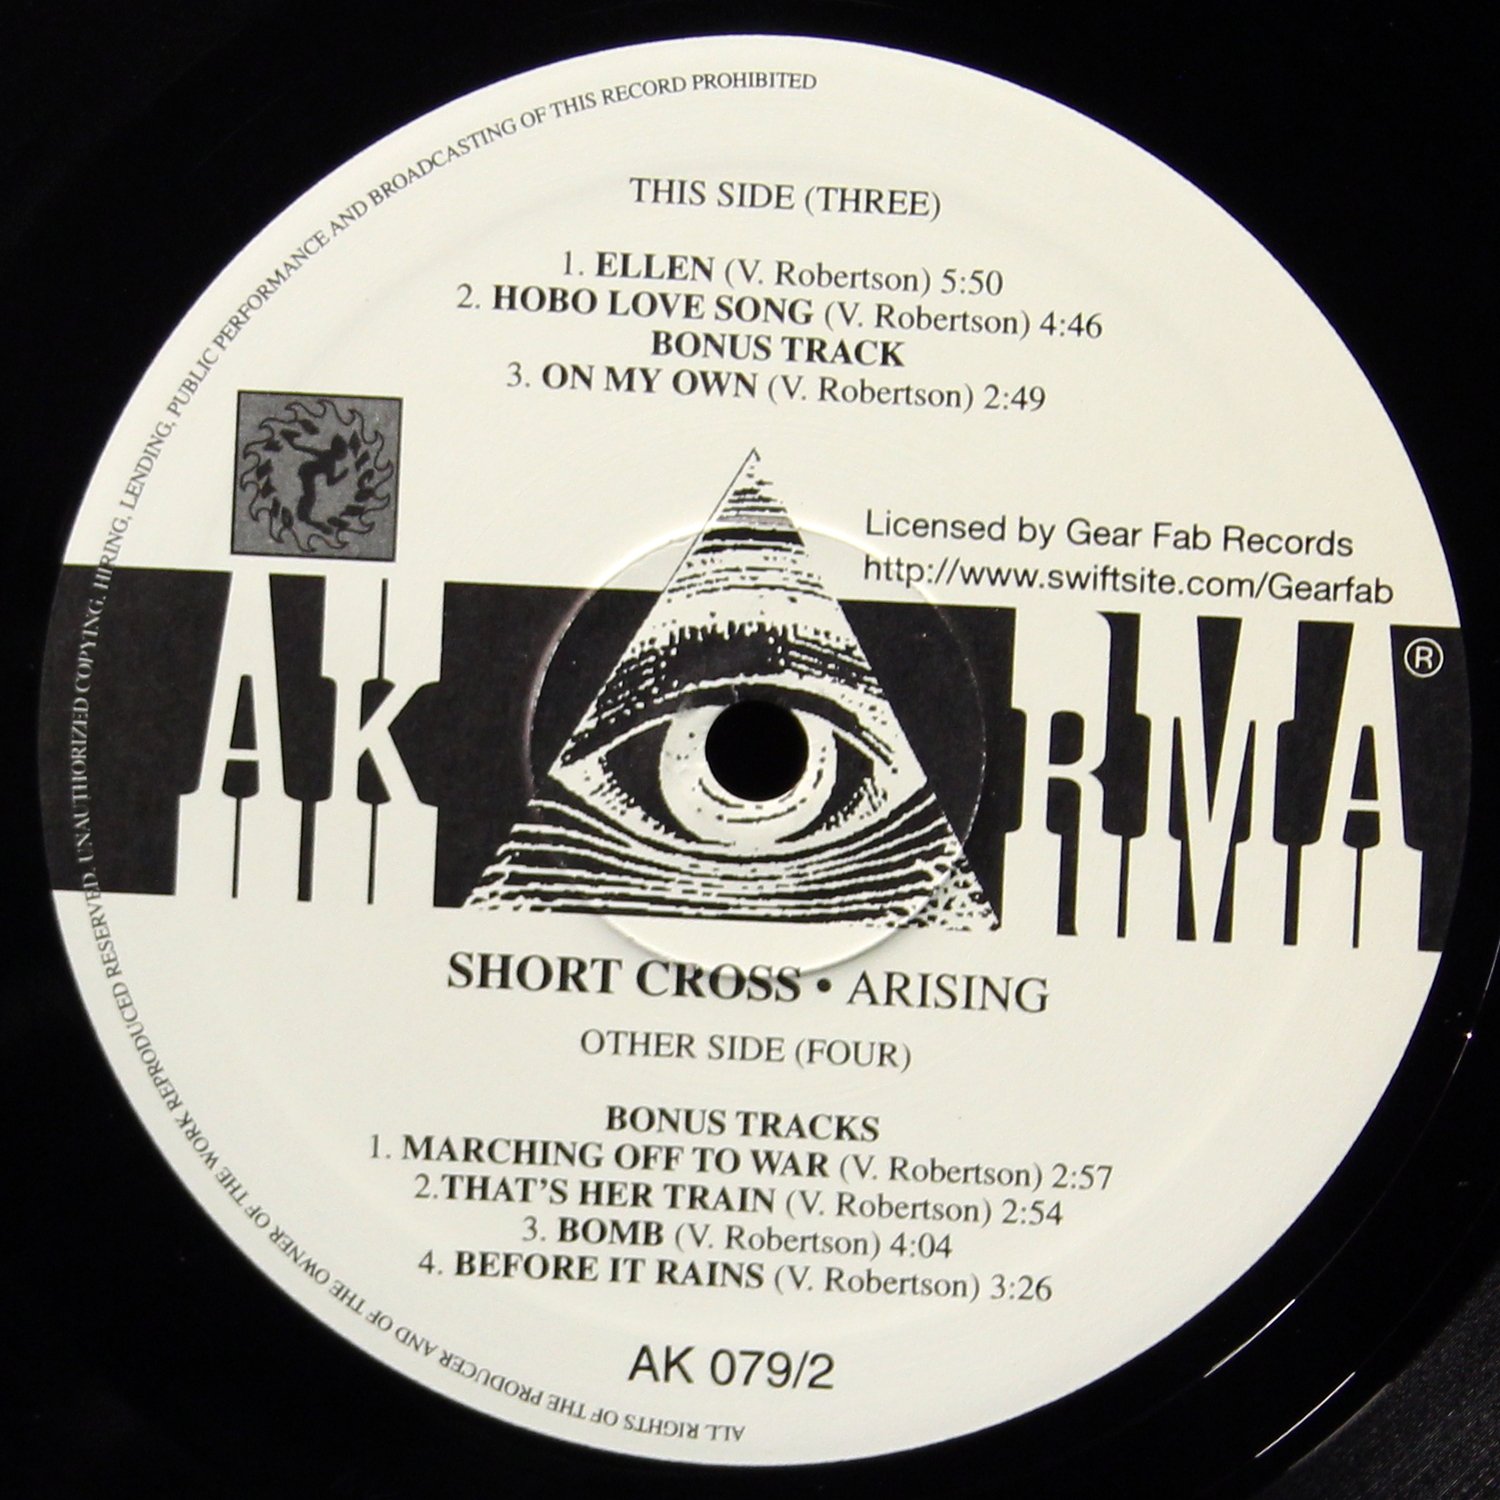 THIS SIDE (THREE)
1. ELLEN (V. Robertson) 5:50
2. HOBO LOVE SONG (V. Robertson) 4:46
BONUS TRACK
3. ON MY OWN (V. Robertson) 2:49
Licensed by Gear Fab Records
http://www.swiftsite.com/Gearfab
AKARMA ®
SHORT CROSS • ARISING
OTHER SIDE (FOUR)
BONUS TRACKS
1. MARCHING OFF TO WAR (V. Robertson) 2:57
2.THAT'S HER TRAIN (V. Robertson) 2:54
3. BOMB (V. Robertson) 4:04
4. BEFORE IT RAINS (V. Robertson) 3:26
AK 079/2
ALL RIGHTS OF THE PRODUCER AND OF THE OWNER OF THE WORK REPRODUCED RESERVED. UNAUTHORIZED COPYING, HIRING, LENDING, PUBLIC PERFORMANCE AND BROADCASTING OF THIS RECORD PROHIBITED